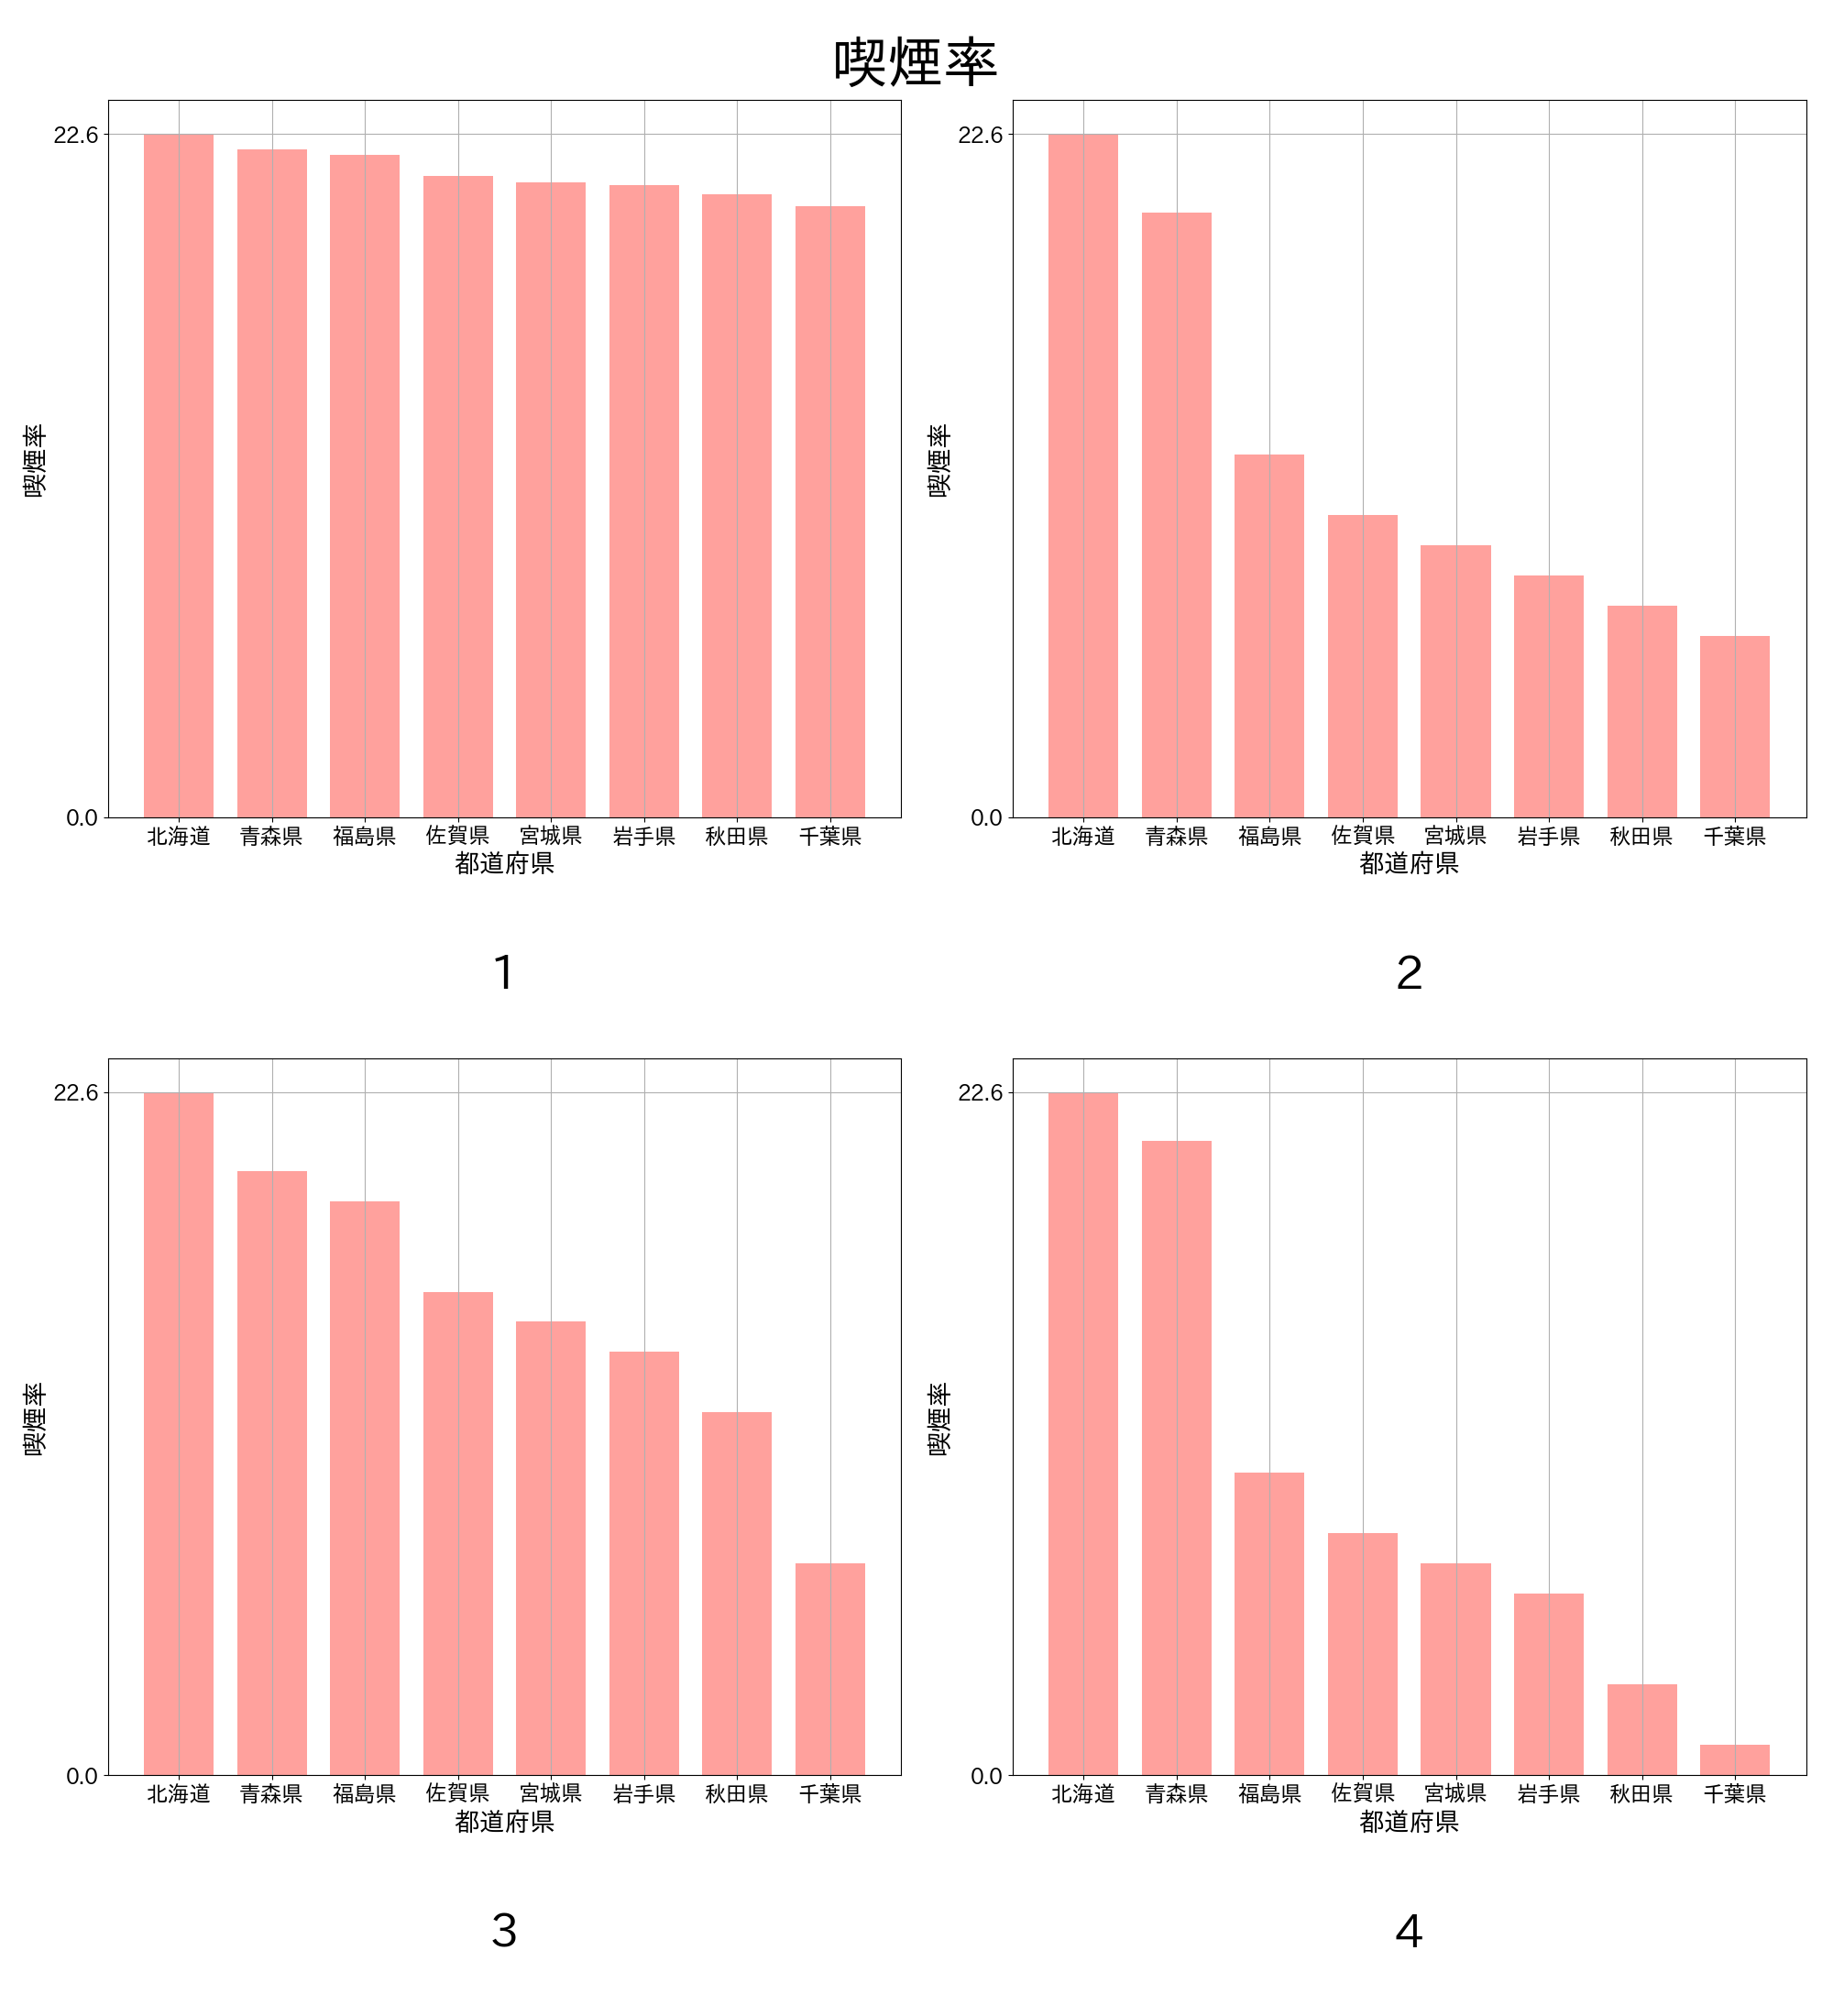 喫煙率
喫煙率
22.6
0.0
北海道 青森県 福島県 佐賀県 宮城県 岩手県 秋田県 千葉県
都道府県
1
喫煙率
22.6
0.0
北海道 青森県 福島県 佐賀県 宮城県 岩手県 秋田県 千葉県
都道府県
2
喫煙率
22.6
0.0
北海道 青森県 福島県 佐賀県 宮城県 岩手県 秋田県 千葉県
都道府県
3
喫煙率
22.6
0.0
北海道 青森県 福島県 佐賀県 宮城県 岩手県 秋田県 千葉県
都道府県
4